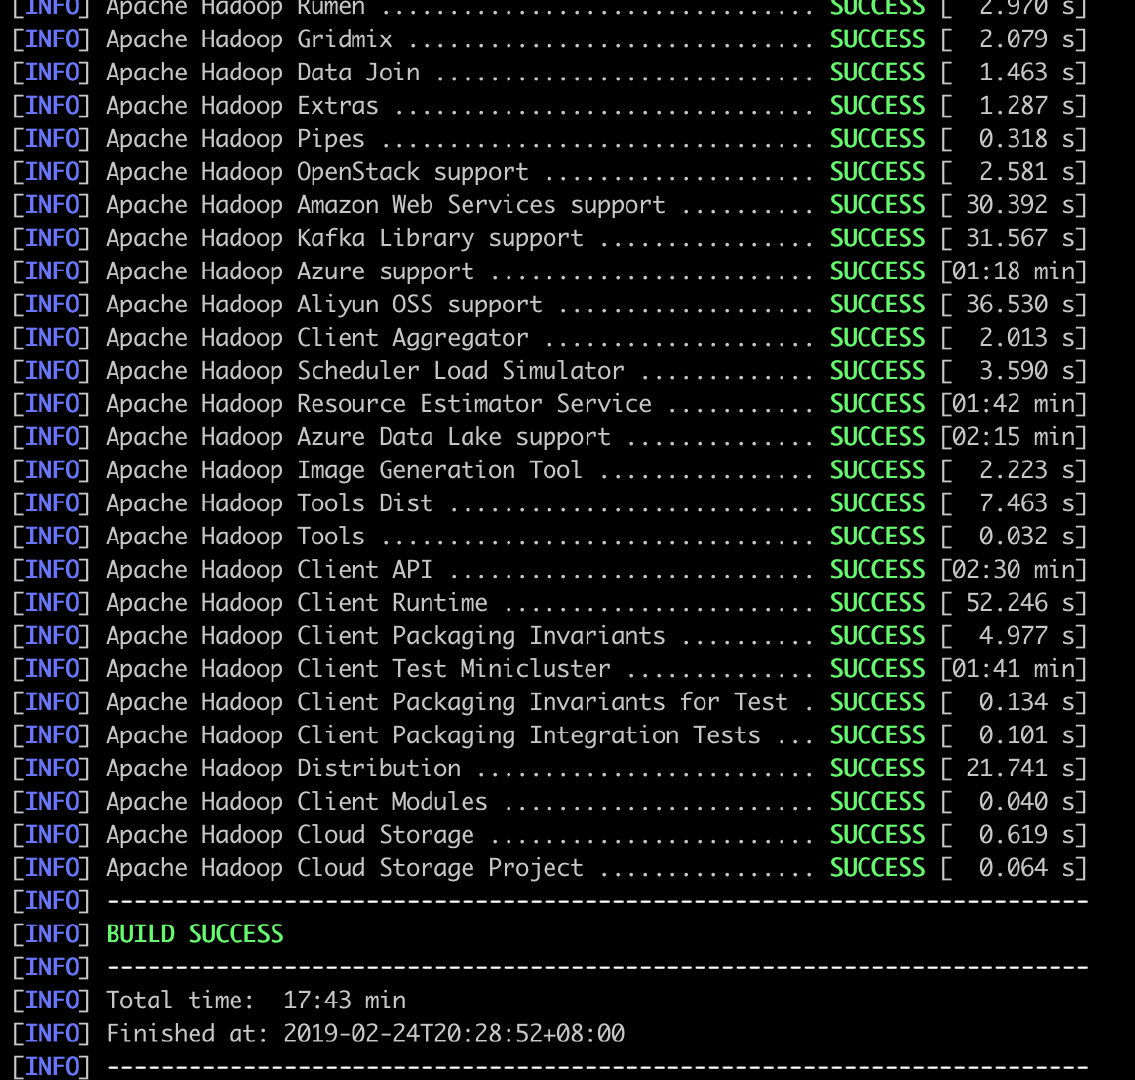 [INFO] Apache Hadoop Rumen ................................ SUCCESS [  2.970 s]
[INFO] Apache Hadoop Gridmix .............................. SUCCESS [  2.079 s]
[INFO] Apache Hadoop Data Join ............................ SUCCESS [  1.463 s]
[INFO] Apache Hadoop Extras ............................... SUCCESS [  1.287 s]
[INFO] Apache Hadoop Pipes ................................ SUCCESS [  0.318 s]
[INFO] Apache Hadoop OpenStack support .................... SUCCESS [  2.581 s]
[INFO] Apache Hadoop Amazon Web Services support .......... SUCCESS [ 30.392 s]
[INFO] Apache Hadoop Kafka Library support ................ SUCCESS [ 31.567 s]
[INFO] Apache Hadoop Azure support ........................ SUCCESS [01:18 min]
[INFO] Apache Hadoop Aliyun OSS support ................... SUCCESS [ 36.530 s]
[INFO] Apache Hadoop Client Aggregator .................... SUCCESS [  2.013 s]
[INFO] Apache Hadoop Scheduler Load Simulator ............. SUCCESS [  3.590 s]
[INFO] Apache Hadoop Resource Estimator Service ........... SUCCESS [01:42 min]
[INFO] Apache Hadoop Azure Data Lake support .............. SUCCESS [02:15 min]
[INFO] Apache Hadoop Image Generation Tool ................ SUCCESS [  2.223 s]
[INFO] Apache Hadoop Tools Dist ........................... SUCCESS [  7.463 s]
[INFO] Apache Hadoop Tools ................................ SUCCESS [  0.032 s]
[INFO] Apache Hadoop Client API ........................... SUCCESS [02:30 min]
[INFO] Apache Hadoop Client Runtime  ...................... SUCCESS [ 52.246 s]
[INFO] Apache Hadoop Client Packaging Invariants .......... SUCCESS [  4.977 s]
[INFO] Apache Hadoop Client Test Minicluster .............. SUCCESS [01:41 min]
[INFO] Apache Hadoop Client Packaging Invariants for Test . SUCCESS [  0.134 s]
[INFO] Apache Hadoop Client Packaging Integration Tests ... SUCCESS [  0.101 s]
[INFO] Apache Hadoop Distribution ......................... SUCCESS [ 21.741 s]
[INFO] Apache Hadoop Client Modules  ...................... SUCCESS [  0.040 s]
[INFO] Apache Hadoop Cloud Storage ........................ SUCCESS [  0.619 s]
[INFO] Apache Hadoop Cloud Storage Project ................ SUCCESS [  0.064 s]
[INFO] ------------------------------------------------------------------------
[INFO] BUILD SUCCESS
[INFO] ------------------------------------------------------------------------
[INFO] Total time:  17:43 min
[INFO] Finished at: 2019-02-24T20:28:52+08:00
[INFO] ------------------------------------------------------------------------